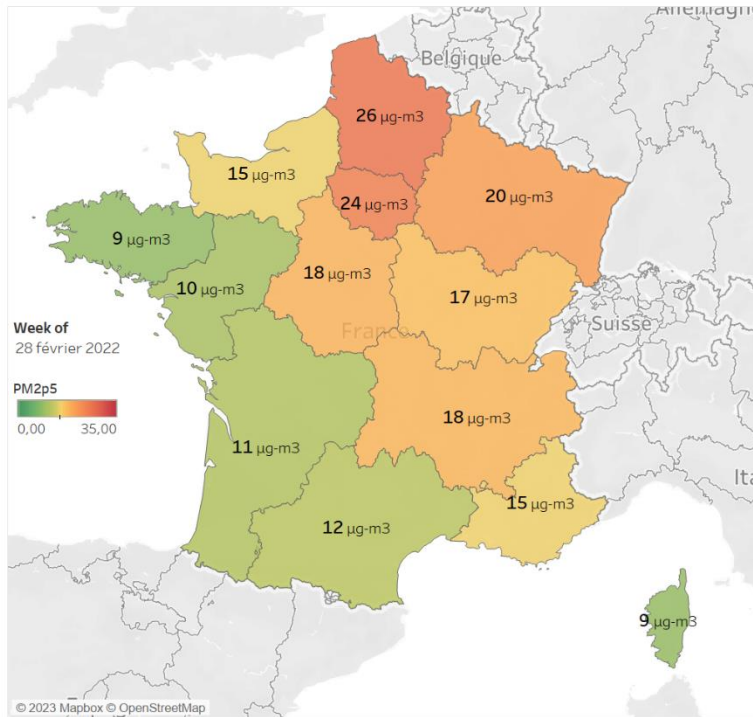 Allemagne
Belgique
26 µg-m3
15 µg-m3
24 µg-m3
20 µg-m3
9 µg-m3
10 µg-m3
18 µg-m3
17 µg-m3
France
Suisse
Week of
28 février 2022
PM2p5
0,00 35,00
18 µg-m3
11 µg-m3
15 µg-m3
Ita
12 µg-m3
9 µg-m3
© 2023 Mapbox © OpenStreetMap